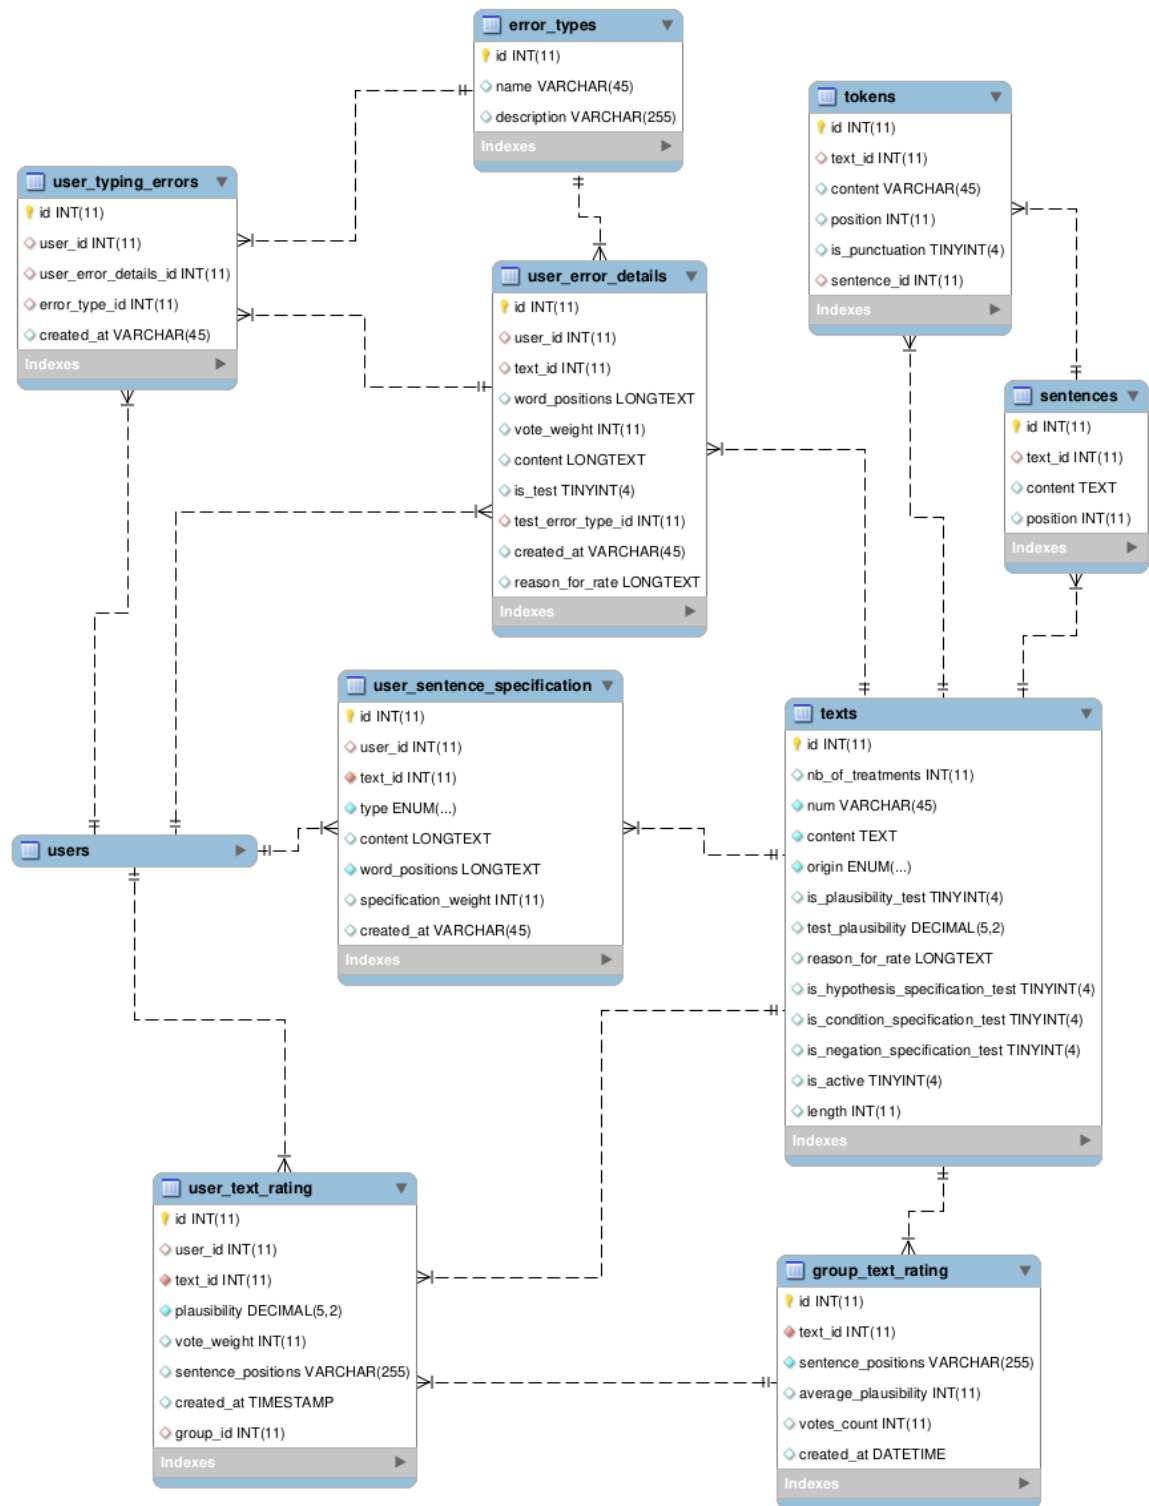 error_types
id INT(11)
name VARCHAR(45)
description VARCHAR(255)
Indexes
tokens
id INT(11)
text_id INT(11)
content VARCHAR(45)
position INT(11)
is_punctuation TINYINT(4)
sentence_id INT(11)
Indexes
user_typing_errors
id INT(11)
user_id INT(11)
user_error_details_id INT(11)
error_type_id INT(11)
created_at VARCHAR(45)
Indexes
user_error_details
id INT(11)
user_id INT(11)
text_id INT(11)
word_positions LONGTEXT
vote_weight INT(11)
content LONGTEXT
is_test TINYINT(4)
test_error_type_id INT(11)
created_at VARCHAR(45)
reason_for_rate LONGTEXT
Indexes
sentences
id INT(11)
text_id INT(11)
content TEXT
position INT(11)
Indexes
user_sentence_specification
id INT(11)
user_id INT(11)
text_id INT(11)
type ENUM(...)
content LONGTEXT
word_positions LONGTEXT
specification_weight INT(11)
created_at VARCHAR(45)
Indexes
texts
id INT(11)
nb_of_treatments INT(11)
num VARCHAR(45)
content TEXT
origin ENUM(...)
is_plausibility_test TINYINT(4)
test_plausibility DECIMAL(5,2)
reason_for_rate LONGTEXT
is_hypothesis_specification_test TINYINT(4)
is_condition_specification_test TINYINT(4)
is_negation_specification_test TINYINT(4)
is_active TINYINT(4)
length INT(11)
Indexes
users
user_text_rating
id INT(11)
user_id INT(11)
text_id INT(11)
plausibility DECIMAL(5,2)
vote_weight INT(11)
sentence_positions VARCHAR(255)
created_at TIMESTAMP
group_id INT(11)
Indexes
group_text_rating
id INT(11)
text_id INT(11)
sentence_positions VARCHAR(255)
average_plausibility INT(11)
votes_count INT(11)
created_at DATETIME
Indexes